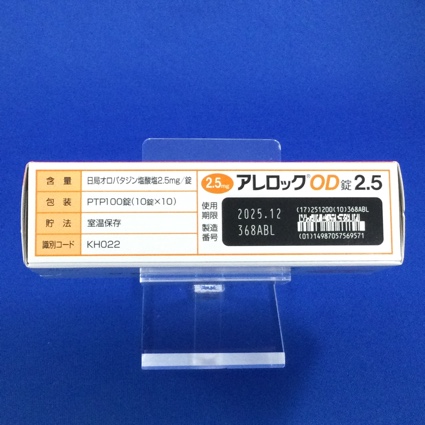 含量 日局オロパタジン塩酸塩2.5mg/錠
包装 PTP100錠(10錠×10)
貯法 室温保存
識別コード KH022
2.5mg アレロック®OD錠2.5
使用期限 2025.12
製造番号 368ABL
(17)251200(10)368ABL
(01)14987057569571